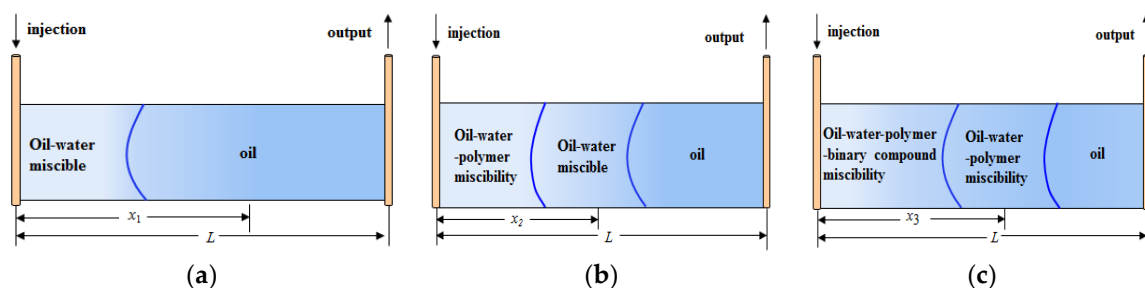 injection
output
Oil-water
miscible
oil
x1
L
(a)
injection
output
Oil-water
-polymer
miscibility
Oil-water
miscible
oil
x2
L
(b)
injection
output
Oil-water-polymer
-binary compound
miscibility
Oil-water
-polymer
miscibility
oil
x3
L
(c)